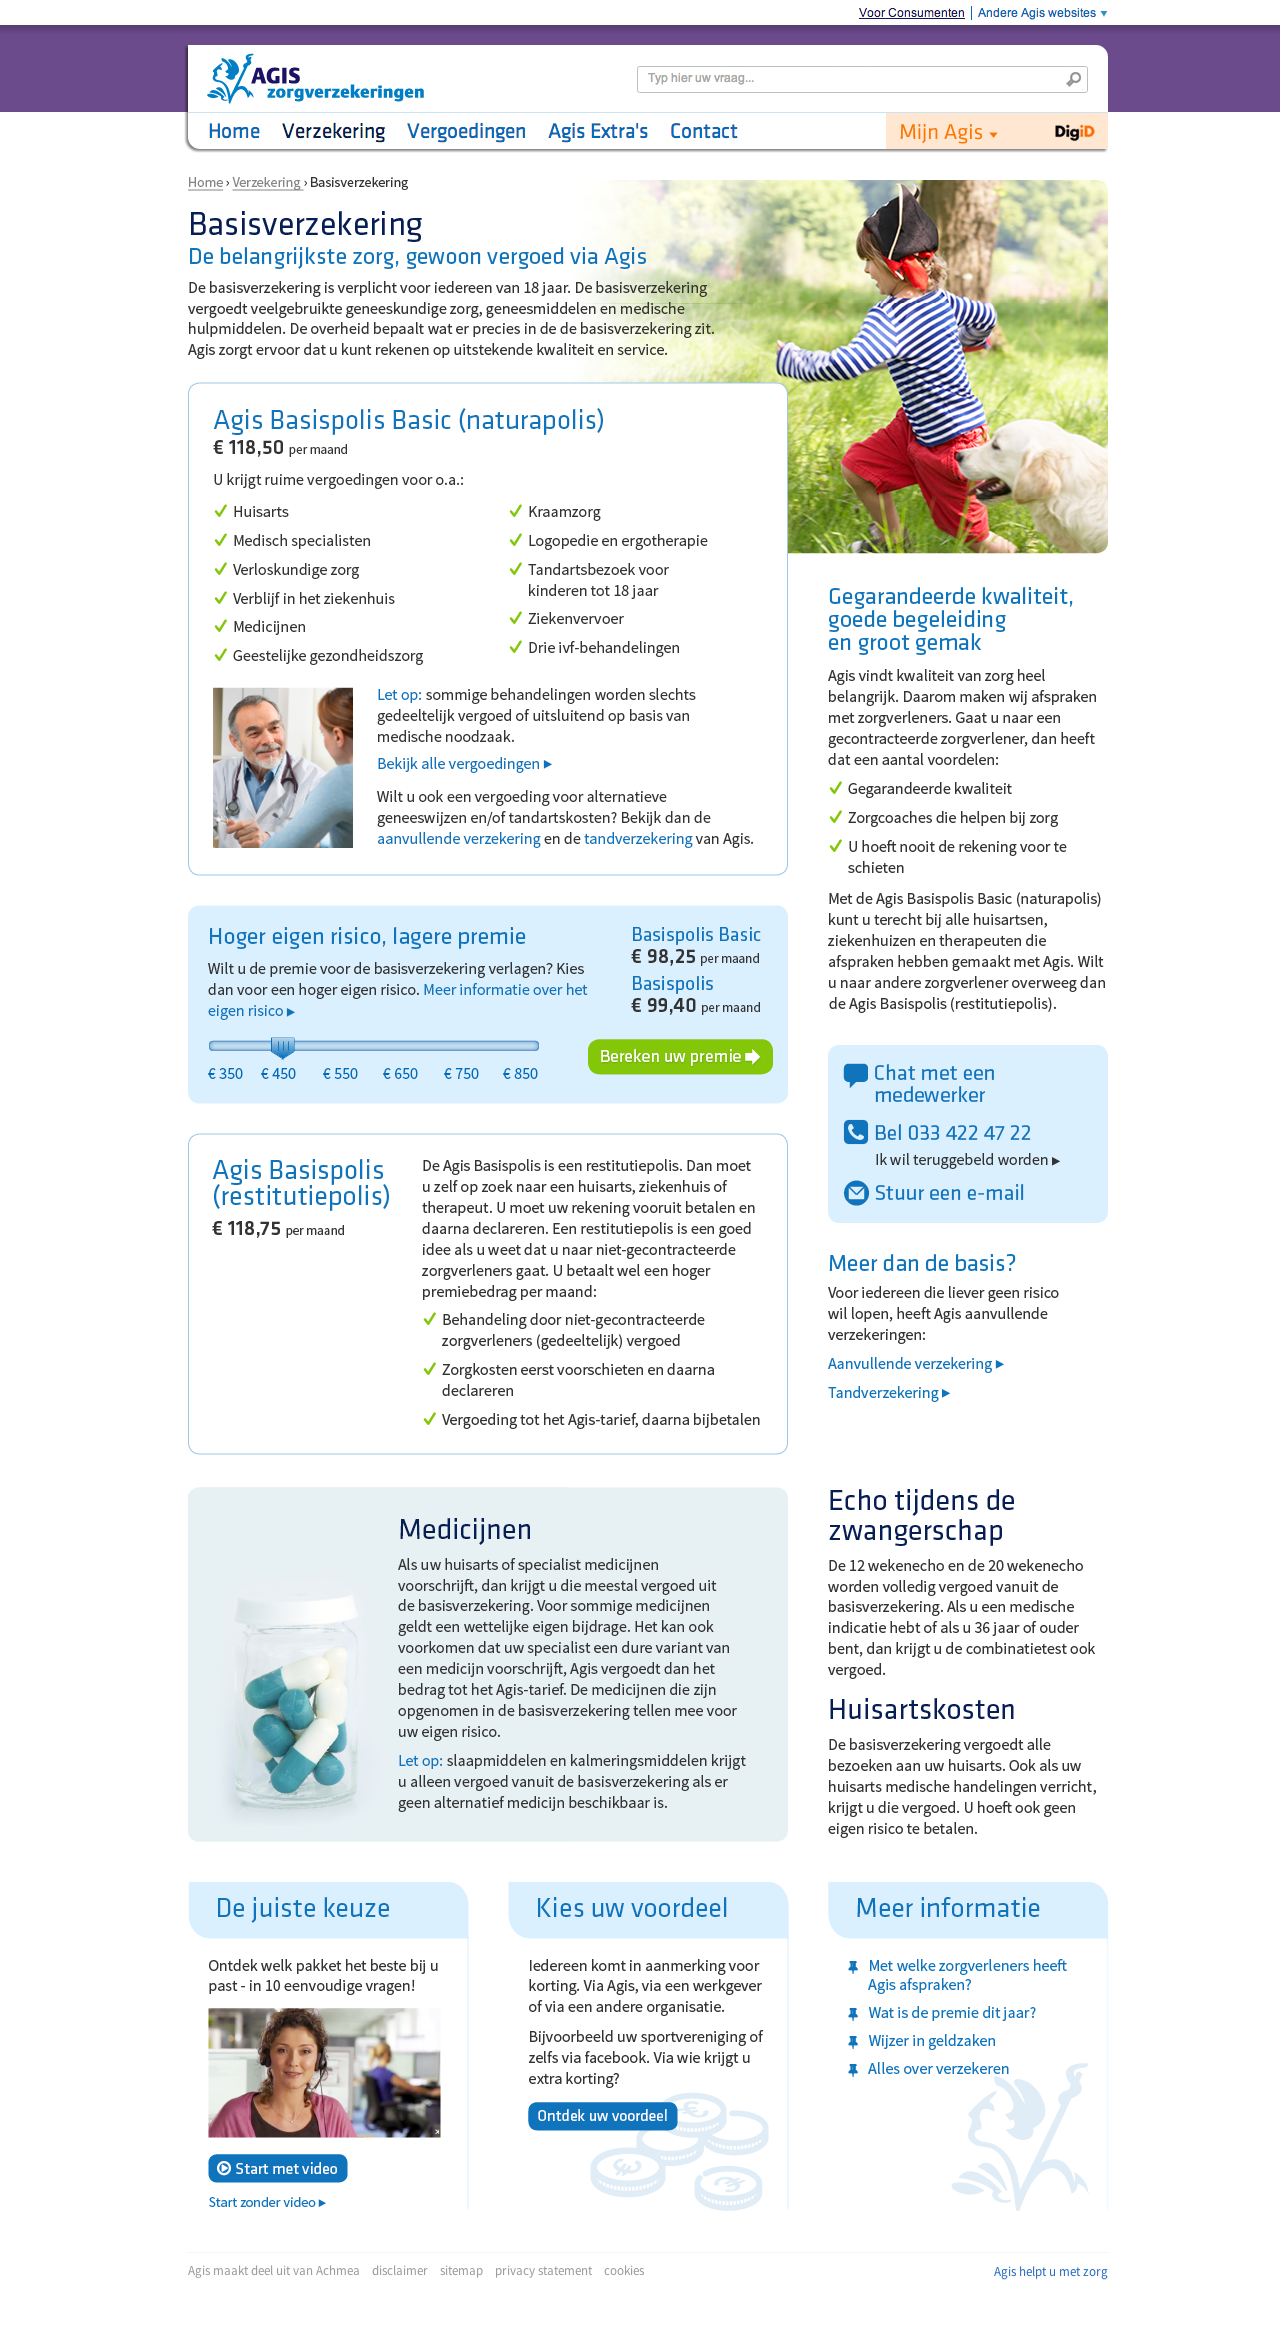 Voor Consumenten | Andere Agis websites
AGIS
zorgverzekeringen
Typ hier uw vraag...
Home Verzekering Vergoedingen Agis Extra's Contact Mijn Agis DigiD
Home › Verzekering › Basisverzekering
Basisverzekering
De belangrijkste zorg, gewoon vergoed via Agis
De basisverzekering is verplicht voor iedereen van 18 jaar. De basisverzekering
vergoedt veelgebruikte geneeskundige zorg, geneesmiddelen en medische
hulpmiddelen. De overheid bepaalt wat er precies in de de basisverzekering zit.
Agis zorgt ervoor dat u kunt rekenen op uitstekende kwaliteit en service.
Agis Basispolis Basic (naturapolis)
€ 118,50 per maand
U krijgt ruime vergoedingen voor o.a.:
Huisarts
Medisch specialisten
Verloskundige zorg
Verblijf in het ziekenhuis
Medicijnen
Geestelijke gezondheidszorg
Kraamzorg
Logopedie en ergotherapie
Tandartsbezoek voor
kinderen tot 18 jaar
Ziekenvervoer
Drie ivf-behandelingen
Let op: sommige behandelingen worden slechts
gedeeltelijk vergoed of uitsluitend op basis van
medische noodzaak.
Bekijk alle vergoedingen
Wilt u ook een vergoeding voor alternatieve
geneeswijzen en/of tandartskosten? Bekijk dan de
aanvullende verzekering en de tandverzekering van Agis.
Gegarandeerde kwaliteit,
goede begeleiding
en groot gemak
Agis vindt kwaliteit van zorg heel
belangrijk. Daarom maken wij afspraken
met zorgverleners. Gaat u naar een
gecontracteerde zorgverlener, dan heeft
dat een aantal voordelen:
Gegarandeerde kwaliteit
Zorgcoaches die helpen bij zorg
U hoeft nooit de rekening voor te
schieten
Met de Agis Basispolis Basic (naturapolis)
kunt u terecht bij alle huisartsen,
ziekenhuizen en therapeuten die
afspraken hebben gemaakt met Agis. Wilt
u naar andere zorgverlener overweeg dan
de Agis Basispolis (restitutiepolis).
Hoger eigen risico, lagere premie
Wilt u de premie voor de basisverzekering verlagen? Kies
dan voor een hoger eigen risico. Meer informatie over het
eigen risico
€ 350 € 450 € 550 € 650 € 750 € 850
Basispolis Basic
€ 98,25 per maand
Basispolis
€ 99,40 per maand
Bereken uw premie
Chat met een
medewerker
Bel 033 422 47 22
Ik wil teruggebeld worden
Stuur een e-mail
Agis Basispolis
(restitutiepolis)
€ 118,75 per maand
De Agis Basispolis is een restitutiepolis. Dan moet
u zelf op zoek naar een huisarts, ziekenhuis of
therapeut. U moet uw rekening vooruit betalen en
daarna declareren. Een restitutiepolis is een goed
idee als u weet dat u naar niet-gecontracteerde
zorgverleners gaat. U betaalt wel een hoger
premiebedrag per maand:
Behandeling door niet-gecontracteerde
zorgverleners (gedeeltelijk) vergoed
Zorgkosten eerst voorschieten en daarna
declareren
Vergoeding tot het Agis-tarief, daarna bijbetalen
Meer dan de basis?
Voor iedereen die liever geen risico
wil lopen, heeft Agis aanvullende
verzekeringen:
Aanvullende verzekering
Tandverzekering
Medicijnen
Als uw huisarts of specialist medicijnen
voorschrijft, dan krijgt u die meestal vergoed uit
de basisverzekering. Voor sommige medicijnen
geldt een wettelijke eigen bijdrage. Het kan ook
voorkomen dat uw specialist een dure variant van
een medicijn voorschrijft, Agis vergoedt dan het
bedrag tot het Agis-tarief. De medicijnen die zijn
opgenomen in de basisverzekering tellen mee voor
uw eigen risico.
Let op: slaapmiddelen en kalmeringsmiddelen krijgt
u alleen vergoed vanuit de basisverzekering als er
geen alternatief medicijn beschikbaar is.
Echo tijdens de
zwangerschap
De 12 wekenecho en de 20 wekenecho
worden volledig vergoed vanuit de
basisverzekering. Als u een medische
indicatie hebt of als u 36 jaar of ouder
bent, dan krijgt u de combinatietest ook
vergoed.
Huisartskosten
De basisverzekering vergoedt alle
bezoeken aan uw huisarts. Ook als uw
huisarts medische handelingen verricht,
krijgt u die vergoed. U hoeft ook geen
eigen risico te betalen.
De juiste keuze
Ontdek welk pakket het beste bij u
past - in 10 eenvoudige vragen!
Start met video
Start zonder video
Kies uw voordeel
Iedereen komt in aanmerking voor
korting. Via Agis, via een werkgever
of via een andere organisatie.
Bijvoorbeeld uw sportvereniging of
zelfs via facebook. Via wie krijgt u
extra korting?
Ontdek uw voordeel
Meer informatie
Met welke zorgverleners heeft
Agis afspraken?
Wat is de premie dit jaar?
Wijzer in geldzaken
Alles over verzekeren
Agis maakt deel uit van Achmea disclaimer sitemap privacy statement cookies Agis helpt u met zorg